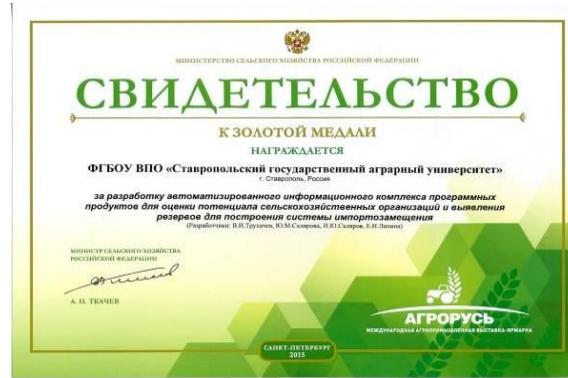 МИНИСТЕРСТВО СЕЛЬСКОГО ХОЗЯЙСТВА РОССИЙСКОЙ ФЕДЕРАЦИИ
СВИДЕТЕЛЬСТВО
К ЗОЛОТОЙ МЕДАЛИ
НАГРАЖДАЕТСЯ
ФГБОУ ВПО «Ставропольский государственный аграрный университет»
г. Ставрополь, Россия
за разработку автоматизированного информационного комплекса программных
продуктов для оценки потенциала сельскохозяйственных организаций и выявления
резервов для построения системы импортозамещения
(Разработчики: В.И.Трухачев, Ю.М.Склярова, И.Ю.Скляров, Е.Н.Лапина)
МИНИСТР СЕЛЬСКОГО ХОЗЯЙСТВА
РОССИЙСКОЙ ФЕДЕРАЦИИ
А. Н. ТКАЧЕВ
АГРОРУСЬ
МЕЖДУНАРОДНАЯ АГРОПРОМЫШЛЕННАЯ ВЫСТАВКА-ЯРМАРКА
САНКТ-ПЕТЕРБУРГ
2015